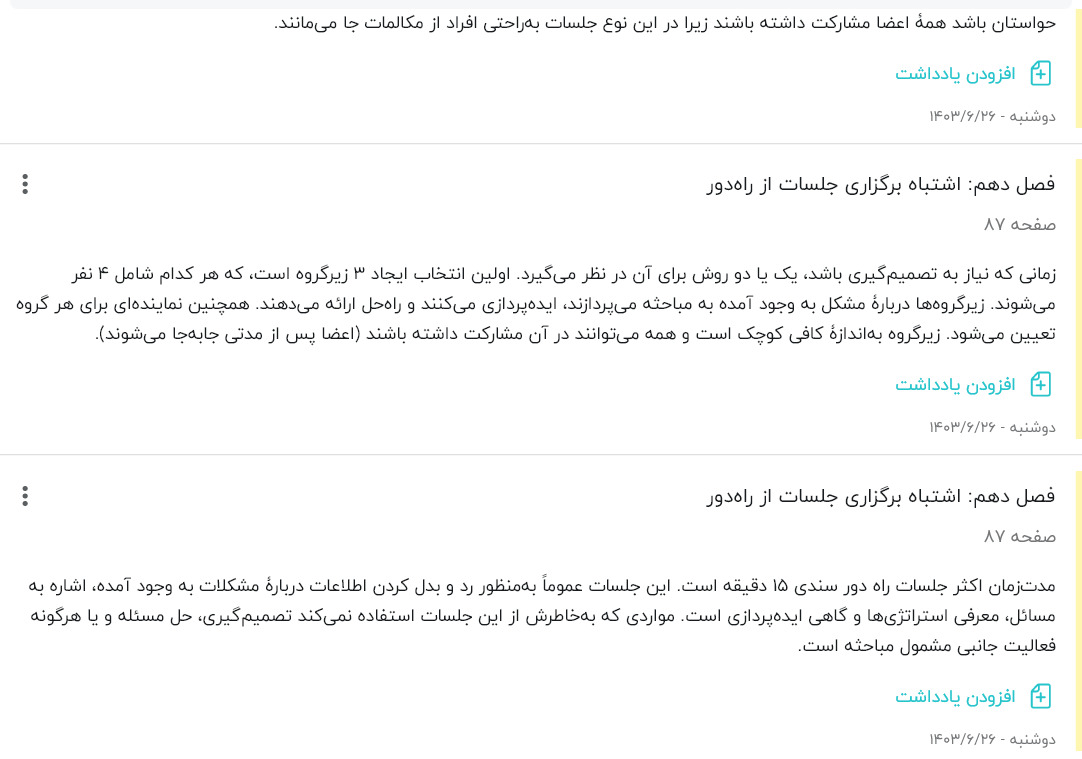 حواستان باشد همهٔ اعضا مشارکت داشته باشند زیرا در این نوع جلسات به‌راحتی افراد از مکالمات جا می‌مانند.
افزودن یادداشت
دوشنبه - ۱۴۰۳/۶/۲۶
فصل دهم: اشتباه برگزاری جلسات از راه‌دور
صفحه ۸۷
زمانی که نیاز به تصمیم‌گیری باشد، یک یا دو روش برای آن در نظر می‌گیرد. اولین انتخاب ایجاد ۳ زیرگروه است، که هر کدام شامل ۴ نفر
می‌شوند. زیرگروه‌ها دربارهٔ مشکل به وجود آمده به مباحثه می‌پردازند، ایده‌پردازی می‌کنند و راه‌حل ارائه می‌دهند. همچنین نماینده‌ای برای هر گروه
تعیین می‌شود. زیرگروه به‌اندازهٔ کافی کوچک است و همه می‌توانند در آن مشارکت داشته باشند (اعضا پس از مدتی جابه‌جا می‌شوند).
افزودن یادداشت
دوشنبه - ۱۴۰۳/۶/۲۶
فصل دهم: اشتباه برگزاری جلسات از راه‌دور
صفحه ۸۷
مدت‌زمان اکثر جلسات راه دور سندی ۱۵ دقیقه است. این جلسات عموماً به‌منظور رد و بدل کردن اطلاعات دربارهٔ مشکلات به وجود آمده، اشاره به
مسائل، معرفی استراتژی‌ها و گاهی ایده‌پردازی است. مواردی که به‌خاطرش از این جلسات استفاده نمی‌کند تصمیم‌گیری، حل مسئله و یا هرگونه
فعالیت جانبی مشمول مباحثه است.
افزودن یادداشت
دوشنبه - ۱۴۰۳/۶/۲۶